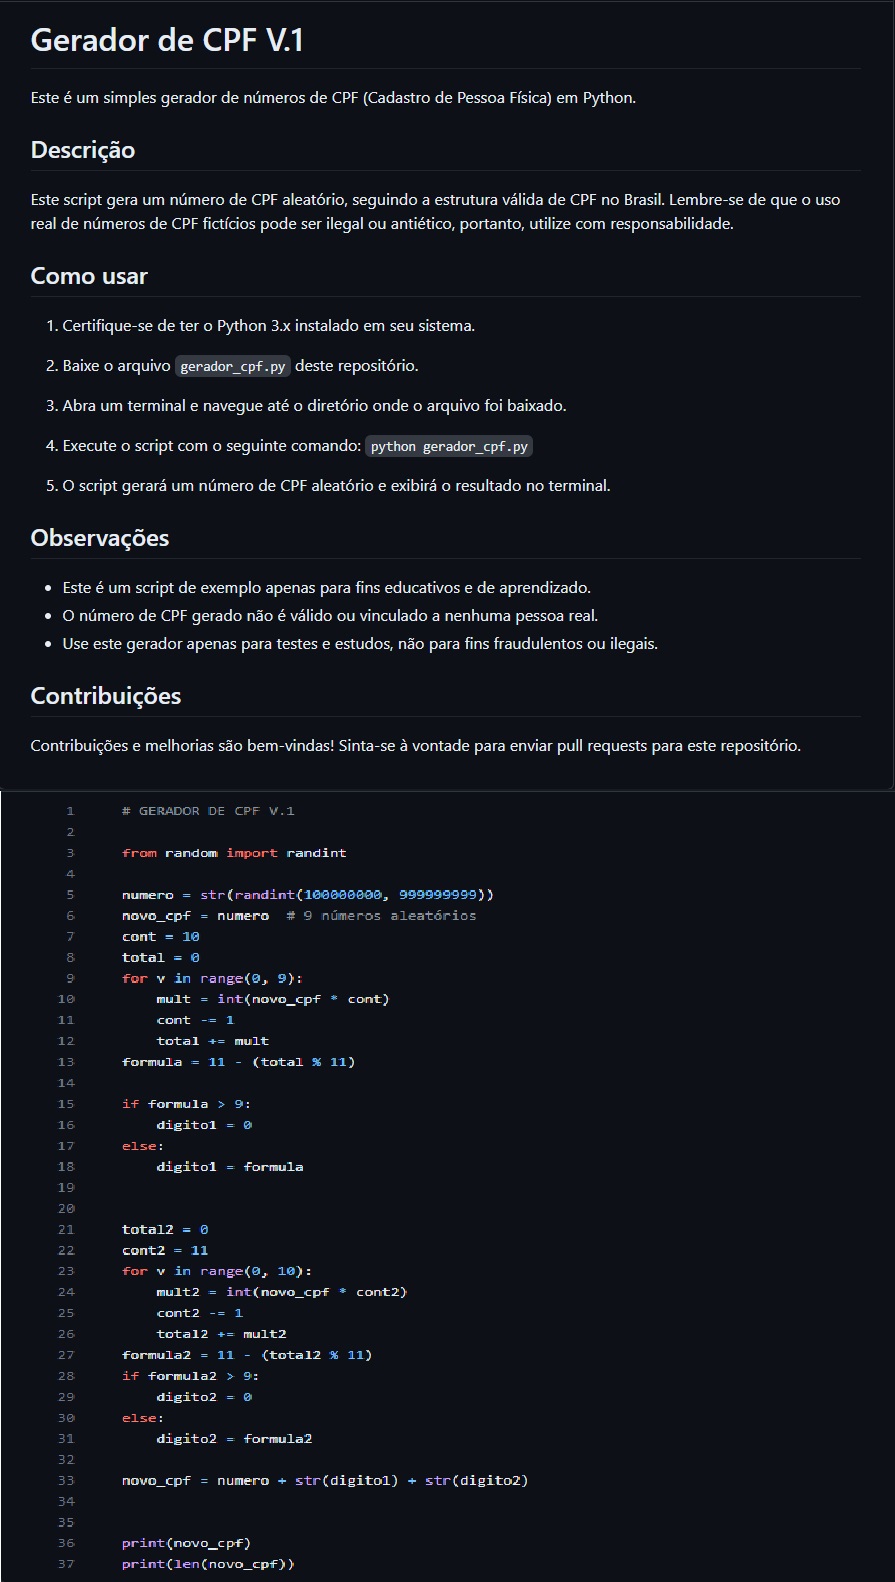 Gerador de CPF V.1
Este é um simples gerador de números de CPF (Cadastro de Pessoa Física) em Python.
Descrição
Este script gera um número de CPF aleatório, seguindo a estrutura válida de CPF no Brasil. Lembre-se de que o uso
real de números de CPF fictícios pode ser ilegal ou antiético, portanto, utilize com responsabilidade.
Como usar
1. Certifique-se de ter o Python 3.x instalado em seu sistema.
2. Baixe o arquivo gerador_cpf.py deste repositório.
3. Abra um terminal e navegue até o diretório onde o arquivo foi baixado.
4. Execute o script com o seguinte comando: python gerador_cpf.py
5. O script gerará um número de CPF aleatório e exibirá o resultado no terminal.
Observações
• Este é um script de exemplo apenas para fins educativos e de aprendizado.
• O número de CPF gerado não é válido ou vinculado a nenhuma pessoa real.
• Use este gerador apenas para testes e estudos, não para fins fraudulentos ou ilegais.
Contribuições
Contribuições e melhorias são bem-vindas! Sinta-se à vontade para enviar pull requests para este repositório.
1 # GERADOR DE CPF V.1
2
3 from random import randint
4
5 numero = str(randint(100000000, 999999999))
6 novo_cpf = numero  # 9 números aleatórios
7 cont = 10
8 total = 0
9 for v in range(0, 9):
10     mult = int(novo_cpf * cont)
11     cont -= 1
12     total += mult
13 formula = 11 - (total % 11)
14
15 if formula > 9:
16     digito1 = 0
17 else:
18     digito1 = formula
19
20
21 total2 = 0
22 cont2 = 11
23 for v in range(0, 10):
24     mult2 = int(novo_cpf * cont2)
25     cont2 -= 1
26     total2 += mult2
27 formula2 = 11 - (total2 % 11)
28 if formula2 > 9:
29     digito2 = 0
30 else:
31     digito2 = formula2
32
33 novo_cpf = numero + str(digito1) + str(digito2)
34
35
36 print(novo_cpf)
37 print(len(novo_cpf))